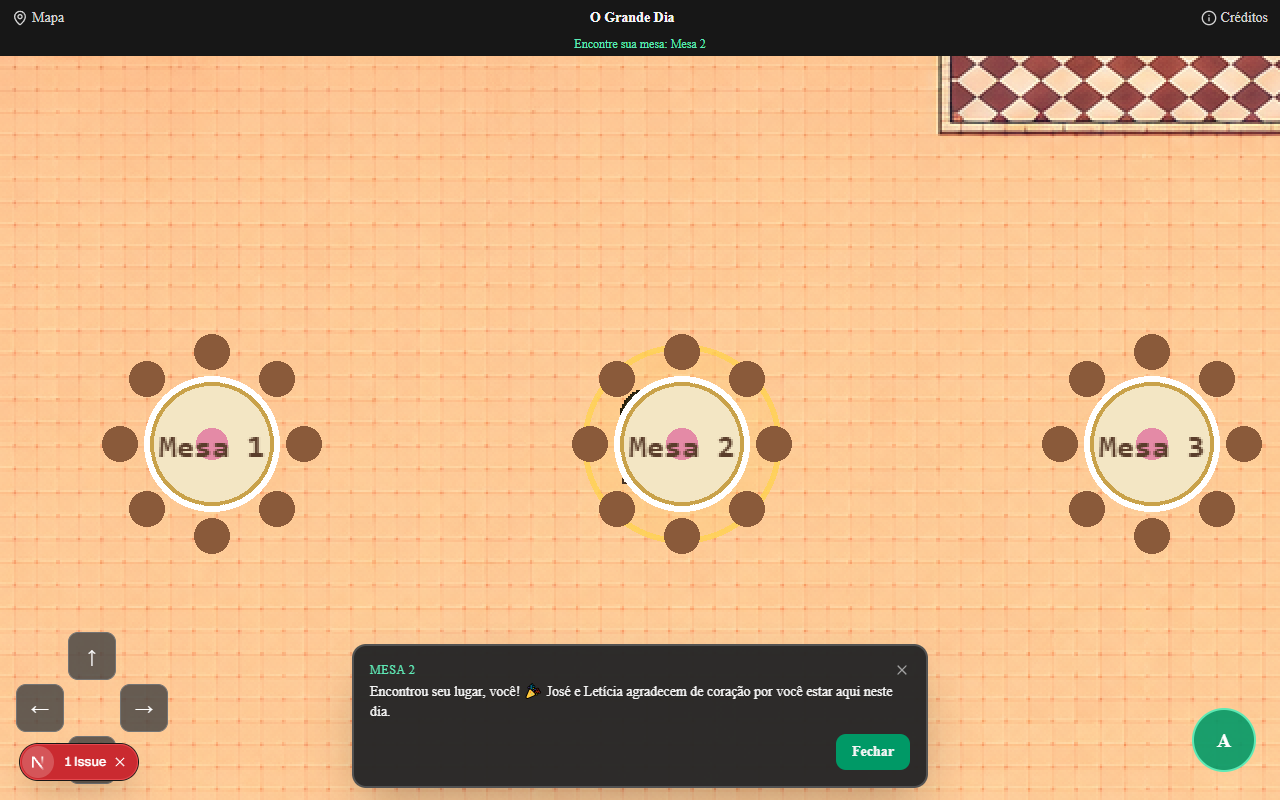 Mapa
O Grande Dia
Créditos
Encontre sua mesa: Mesa 2
Mesa 1
Mesa 2
Mesa 3
↑
← →
MESA 2
Encontrou seu lugar, você! 🎉 José e Letícia agradecem de coração por você estar aqui neste
dia.
Fechar
A
N 1 Issue